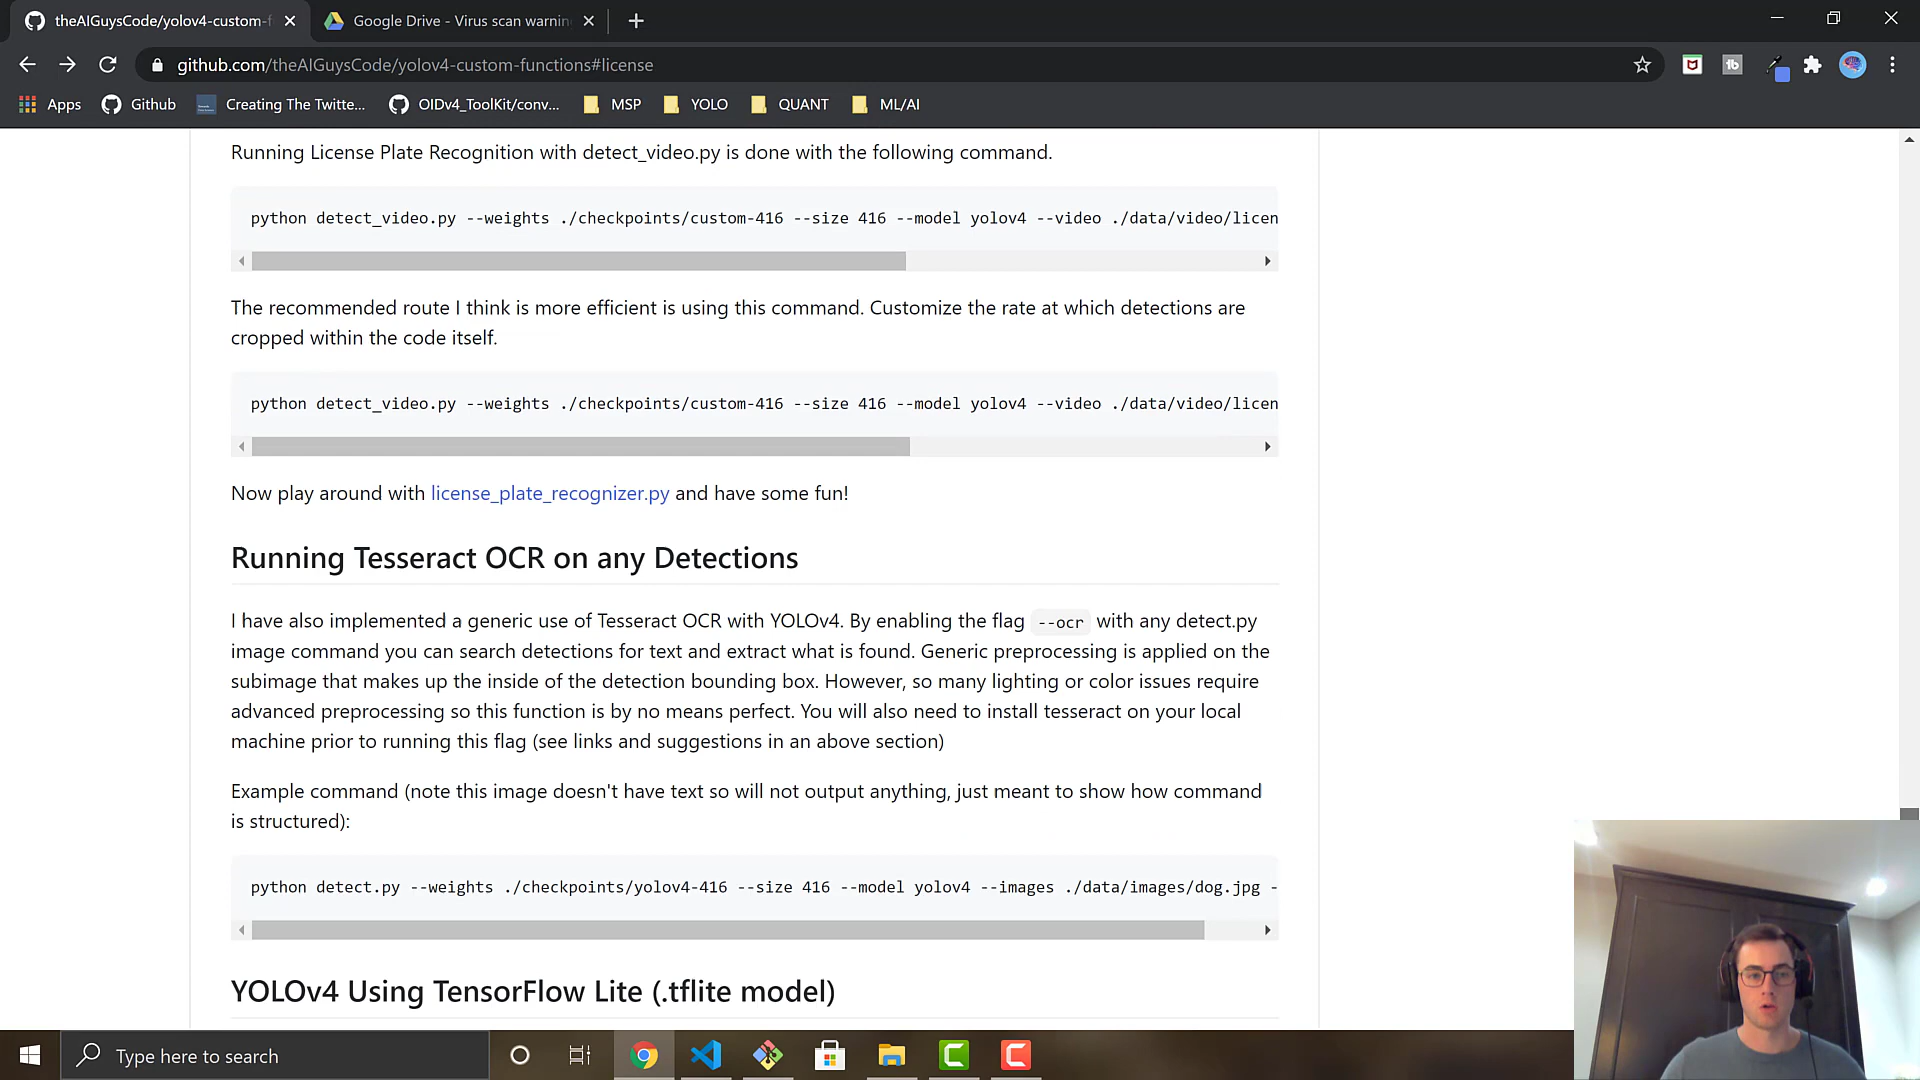 theAIGuysCode/yolov4-custom-f
Google Drive - Virus scan warnin
github.com/theAIGuysCode/yolov4-custom-functions#license
Apps
Github
Creating The Twitte...
OIDv4_ToolKit/conv...
MSP
YOLO
QUANT
ML/AI
Running License Plate Recognition with detect_video.py is done with the following command.
python detect_video.py --weights ./checkpoints/custom-416 --size 416 --model yolov4 --video ./data/video/licen
The recommended route I think is more efficient is using this command. Customize the rate at which detections are
cropped within the code itself.
python detect_video.py --weights ./checkpoints/custom-416 --size 416 --model yolov4 --video ./data/video/licen
Now play around with license_plate_recognizer.py and have some fun!
Running Tesseract OCR on any Detections
I have also implemented a generic use of Tesseract OCR with YOLOv4. By enabling the flag --ocr with any detect.py
image command you can search detections for text and extract what is found. Generic preprocessing is applied on the
subimage that makes up the inside of the detection bounding box. However, so many lighting or color issues require
advanced preprocessing so this function is by no means perfect. You will also need to install tesseract on your local
machine prior to running this flag (see links and suggestions in an above section)
Example command (note this image doesn't have text so will not output anything, just meant to show how command
is structured):
python detect.py --weights ./checkpoints/yolov4-416 --size 416 --model yolov4 --images ./data/images/dog.jpg -
YOLOv4 Using TensorFlow Lite (.tflite model)
Type here to search